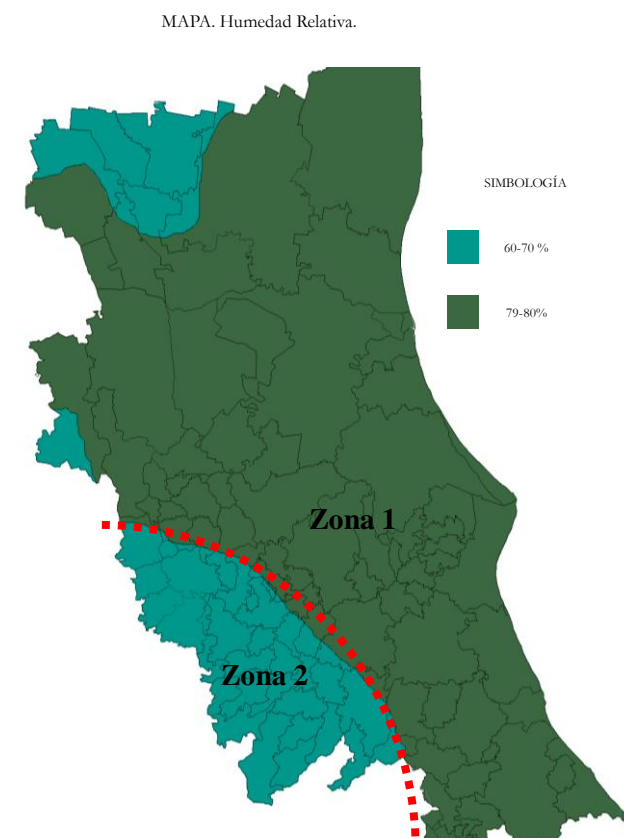 MAPA. Humedad Relativa.
SIMBOLOGÍA
60-70 %
79-80%
Zona 1
Zona 2